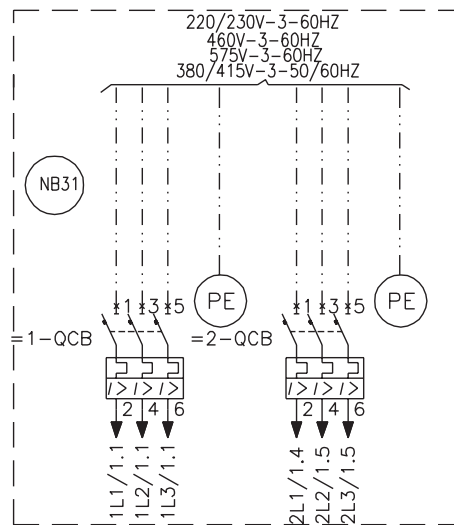 220/230V-3-60HZ
460V-3-60HZ
575V-3-60HZ
380/415V-3-50/60HZ
NB31
PE
PE
1 3 5
1 3 5
=1-QCB
=2-QCB
I> I> I>
I> I> I>
2 4 6
2 4 6
1L1/1.1
1L2/1.1
1L3/1.1
2L1/1.4
2L2/1.5
2L3/1.5